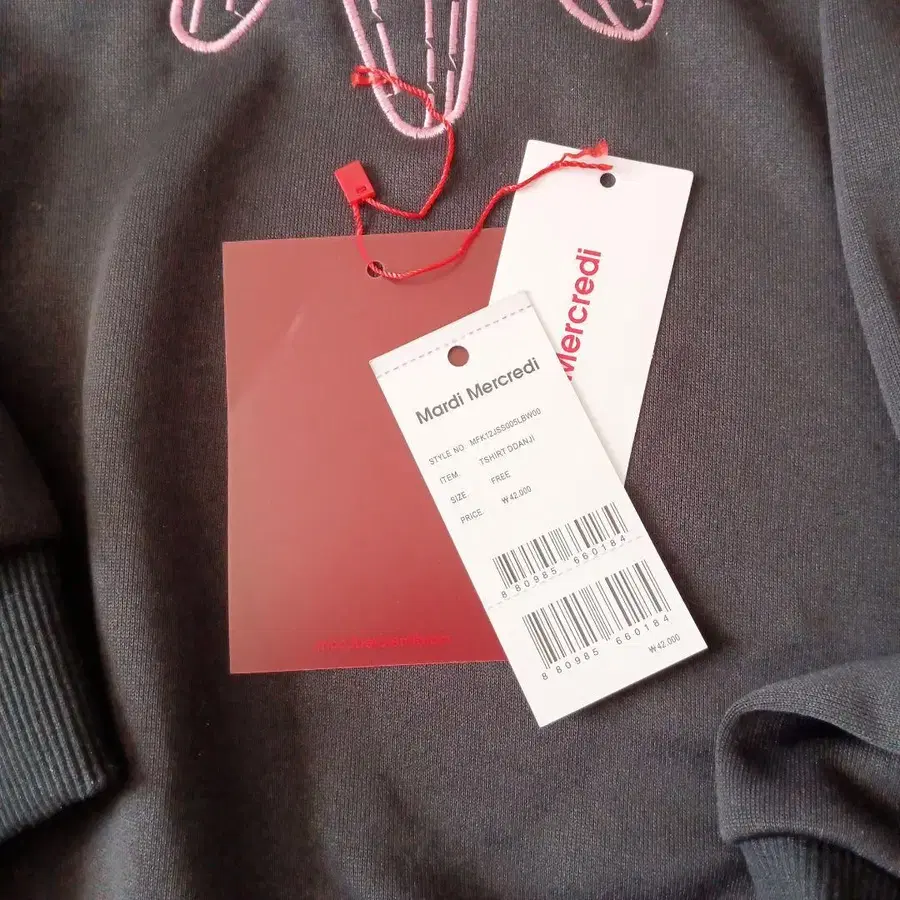 Mercredi
Mardi Mercredi
STYLE NO. MFK12JSS005LBW00
ITEM. TSHIRT DDANJI
SIZE FREE
PRICE. ₩42,000
8 80985 660184
8 80985 660184
₩42,000